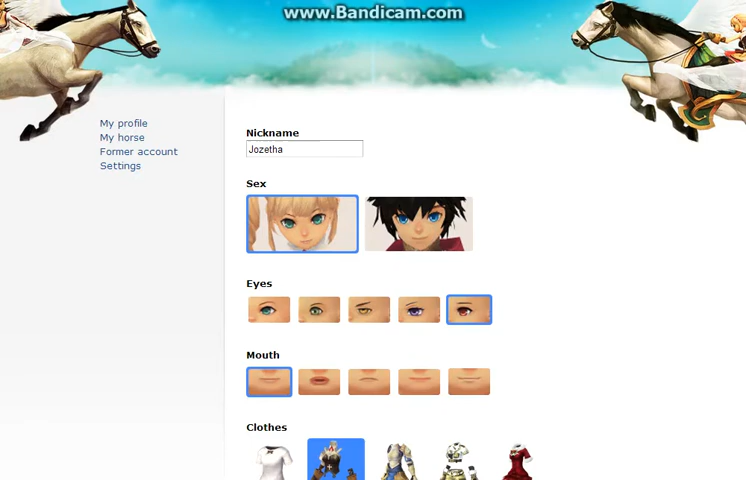 www.Bandicam.com
My profile
My horse
Former account
Settings
Nickname
Jozetha
Sex
Eyes
Mouth
Clothes